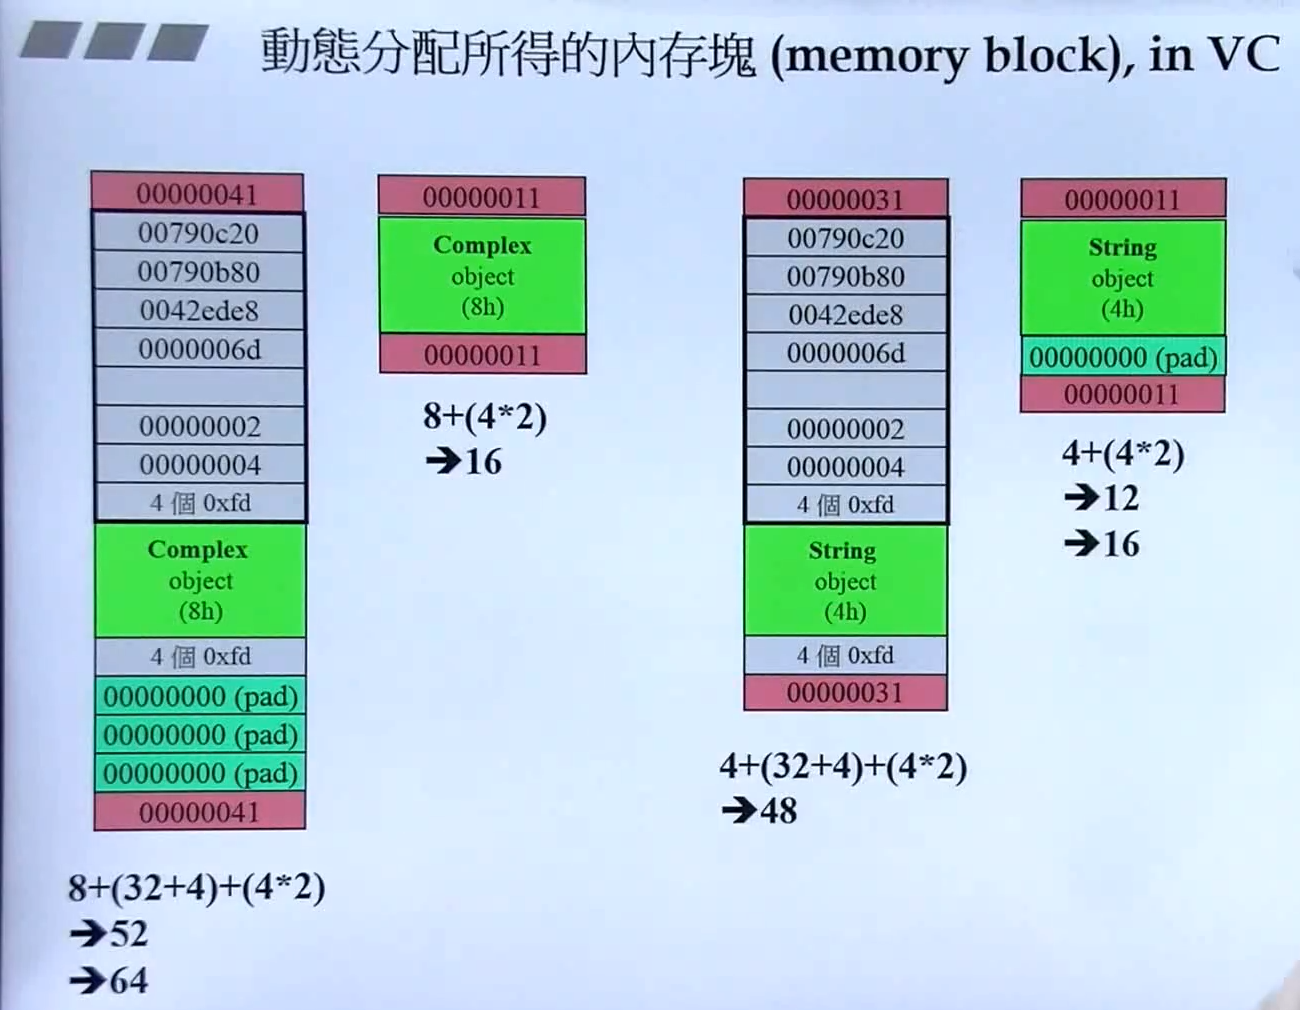 動態分配所得的內存塊 (memory block), in VC
00000041
00790c20
00790b80
0042ede8
0000006d
00000002
00000004
4 個 0xfd
Complex
object
(8h)
4 個 0xfd
00000000 (pad)
00000000 (pad)
00000000 (pad)
00000041
8+(32+4)+(4*2)
➔52
➔64
00000011
Complex
object
(8h)
00000011
8+(4*2)
➔16
00000031
00790c20
00790b80
0042ede8
0000006d
00000002
00000004
4 個 0xfd
String
object
(4h)
4 個 0xfd
00000031
4+(32+4)+(4*2)
➔48
00000011
String
object
(4h)
00000000 (pad)
00000011
4+(4*2)
➔12
➔16